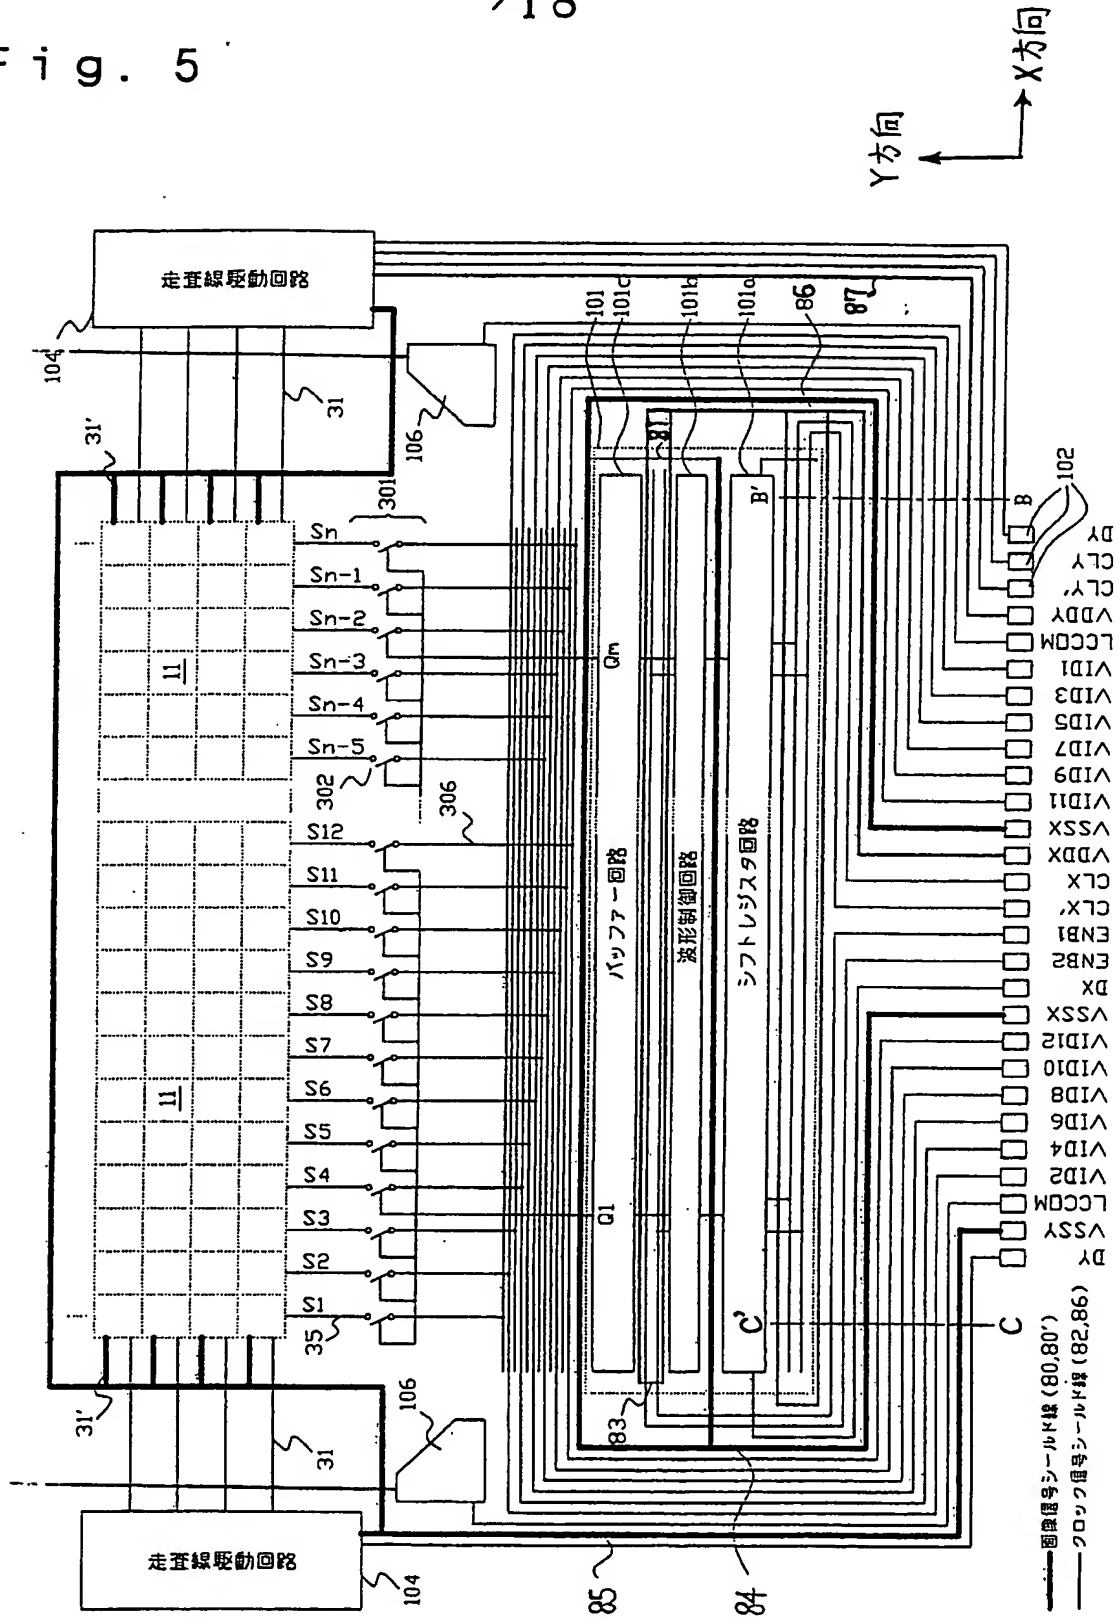 /18
Fig. 5
Y方向
X方向
走査線駆動回路
104
31
31'
106
301
101
101c
101b
101a
86
87
81
11
Sn
Sn-1
Sn-2
Sn-3
Sn-4
Sn-5
302
306
S12
S11
S10
S9
S8
S7
S6
S5
S4
S3
S2
S1
35
11
31'
31
106
走査線駆動回路
104
Qm
Q1
バッファー回路
波形制御回路
シフトレジスタ回路
B'
B
C'
C
83
84
85
102
DY
CLY
CLY'
VDDY
LCCOM
VID1
VID3
VID5
VID7
VID9
VID11
VSSX
VDDX
CLX
CLX'
ENB1
ENB2
DX
VSSX
VID12
VID10
VID8
VID6
VID4
VID2
LCCOM
VSSY
DY
画像信号シールド線(80,80')
クロック信号シールド線(82,86)